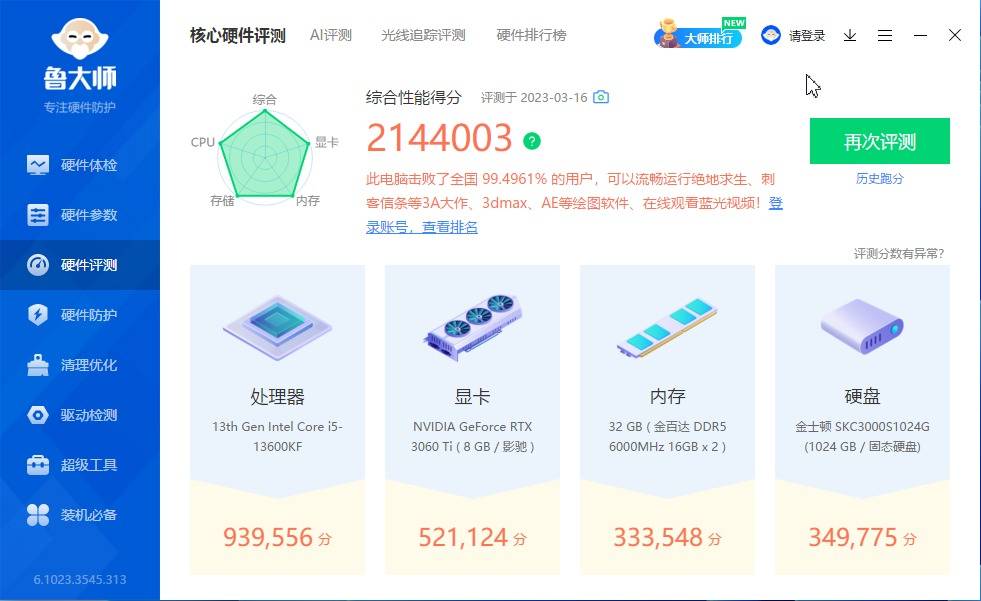 鲁大师
专注硬件防护
硬件体检
硬件参数
硬件评测
硬件防护
清理优化
驱动检测
超级工具
装机必备
6.1023.3545.313
核心硬件评测 AI评测 光线追踪评测 硬件排行榜
大师排行 NEW 请登录
综合
CPU
显卡
存储
内存
综合性能得分 评测于 2023-03-16
2144003 ?
此电脑击败了全国 99.4961% 的用户，可以流畅运行绝地求生、刺
客信条等3A大作、3dmax、AE等绘图软件、在线观看蓝光视频！登
录账号，查看排名
再次评测
历史跑分
评测分数有异常?
处理器
13th Gen Intel Core i5-
13600KF
939,556 分
显卡
NVIDIA GeForce RTX
3060 Ti ( 8 GB / 影驰 )
521,124 分
内存
32 GB ( 金百达 DDR5
6000MHz 16GB x 2 )
333,548 分
硬盘
金士顿 SKC3000S1024G
(1024 GB / 固态硬盘)
349,775 分